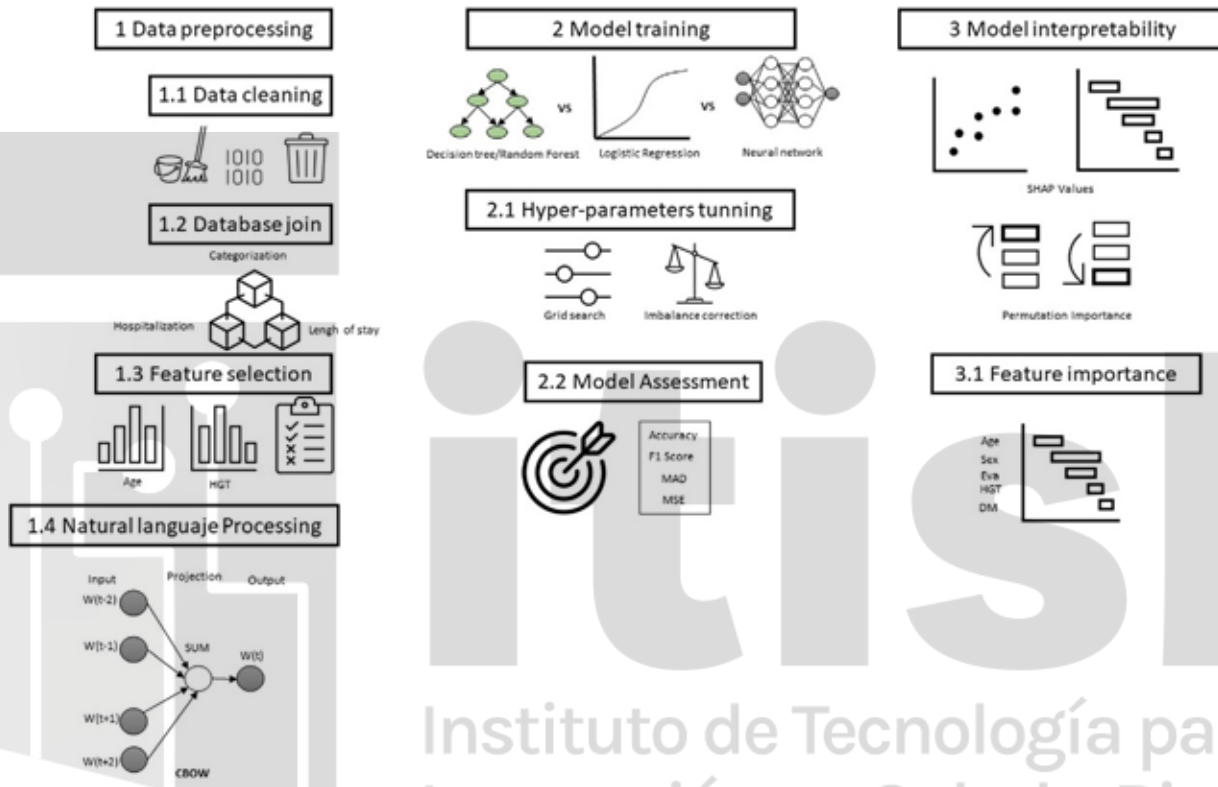 1 Data preprocessing
1.1 Data cleaning
1010
1010
1.2 Database join
Categorization
Hospitalization
Lengh of stay
1.3 Feature selection
Age
HGT
1.4 Natural languaje Processing
Input
Projection
Output
W(t-2)
W(t-1)
SUM
W(t)
W(t+1)
W(t+2)
CBOW
2 Model training
vs
vs
Decision tree/Random Forest
Logistic Regression
Neural network
2.1 Hyper-parameters tunning
Grid search
Imbalance correction
2.2 Model Assessment
Accuracy
F1 Score
MAD
MSE
3 Model interpretability
SHAP Values
Permutation Importance
3.1 Feature importance
Age
Sex
Eva
HGT
DM
itis
Instituto de Tecnología pa